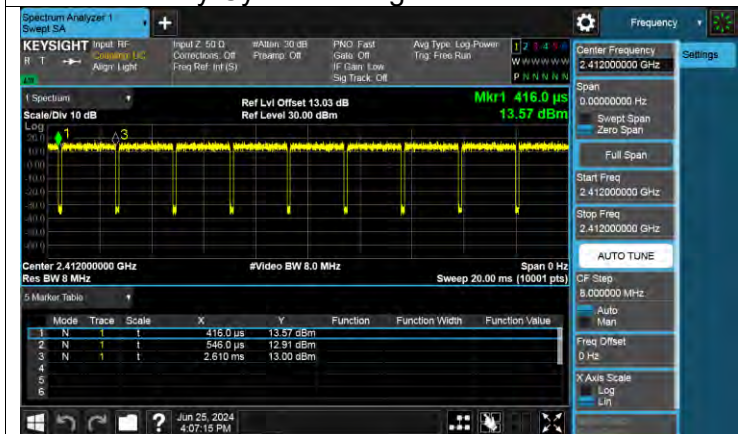 Spectrum Analyzer 1
Swept SA
+
Frequency
KEYSIGHT
R T
Input: RF
Coupling: DC
Align: Light
Input Z: 50 Ω
Corrections: Off
Freq Ref: Int (S)
#Atten: 30 dB
Preamp: Off
PNO: Fast
Gate: Off
IF Gain: Low
Sig Track: Off
Avg Type: Log-Power
Trig: Free Run
1 2 3 4 5 6
W W W W W W
P N N N N N
Center Frequency
2.412000000 GHz
Settings
Span
0.00000000 Hz
Swept Span
Zero Span
Full Span
Start Freq
2.412000000 GHz
Stop Freq
2.412000000 GHz
AUTO TUNE
CF Step
8.000000 MHz
Auto
Man
Freq Offset
0 Hz
X Axis Scale
Log
Lin
1 Spectrum
Scale/Div 10 dB
Log
Ref Lvl Offset 13.03 dB
Ref Level 30.00 dBm
Mkr1 416.0 µs
13.57 dBm
1
3
20.0
10.0
Center 2.412000000 GHz
Res BW 8 MHz
#Video BW 8.0 MHz
Span 0 Hz
Sweep 20.00 ms (10001 pts)
5 Marker Table
Mode Trace Scale X Y Function Function Width Function Value
1 N 1 t 416.0 µs 13.57 dBm
2 N 1 t 546.0 µs 12.91 dBm
3 N 1 t 2.610 ms 13.00 dBm
4
5
6
?
Jun 25, 2024
4:07:15 PM